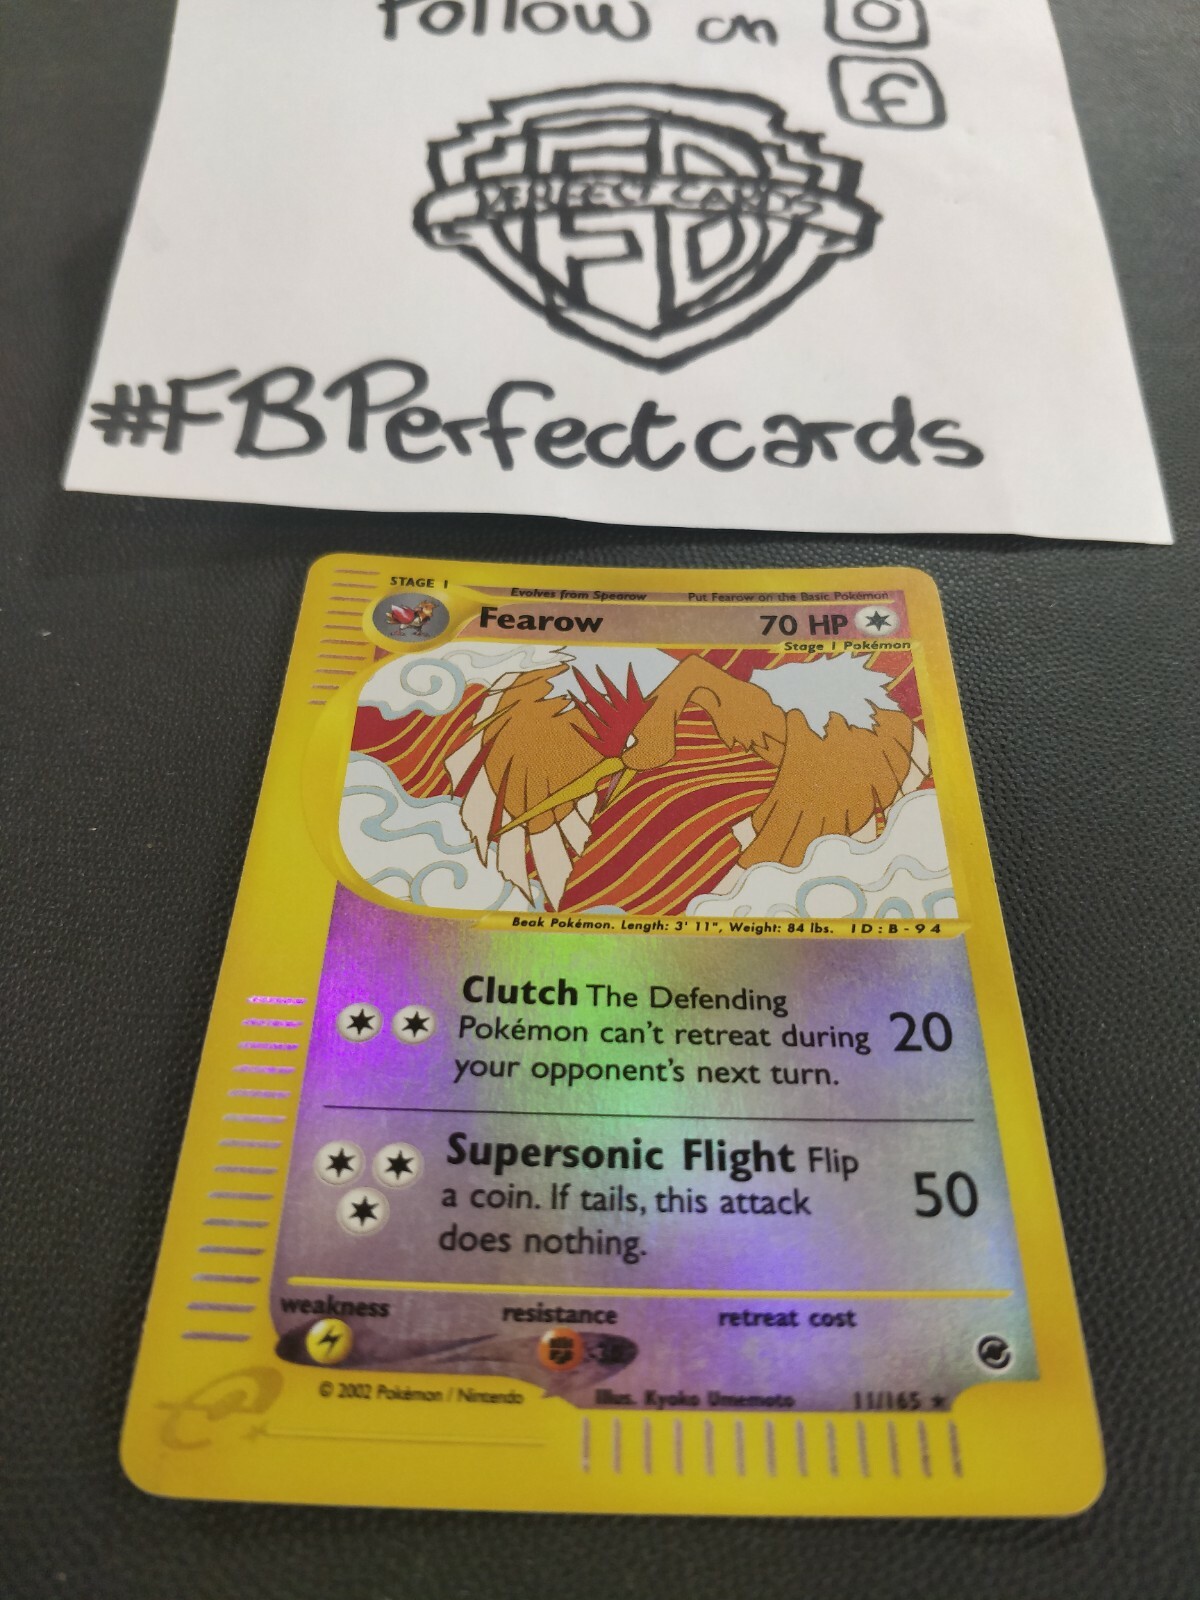 Follow on
f
PERFECT CARDS
FD
#FBPerfectcards
STAGE 1
Evolves from Spearow
Put Fearow on the Basic Pokémon
Fearow
70 HP
Stage 1 Pokémon
Beak Pokémon. Length: 3' 11", Weight: 84 lbs. ID: B-94
Clutch The Defending
Pokémon can't retreat during
your opponent's next turn.
20
Supersonic Flight Flip
a coin. If tails, this attack
does nothing.
50
weakness
resistance
retreat cost
-30
© 2002 Pokémon / Nintendo
Illus. Kyoko Umemoto
11/165 ★